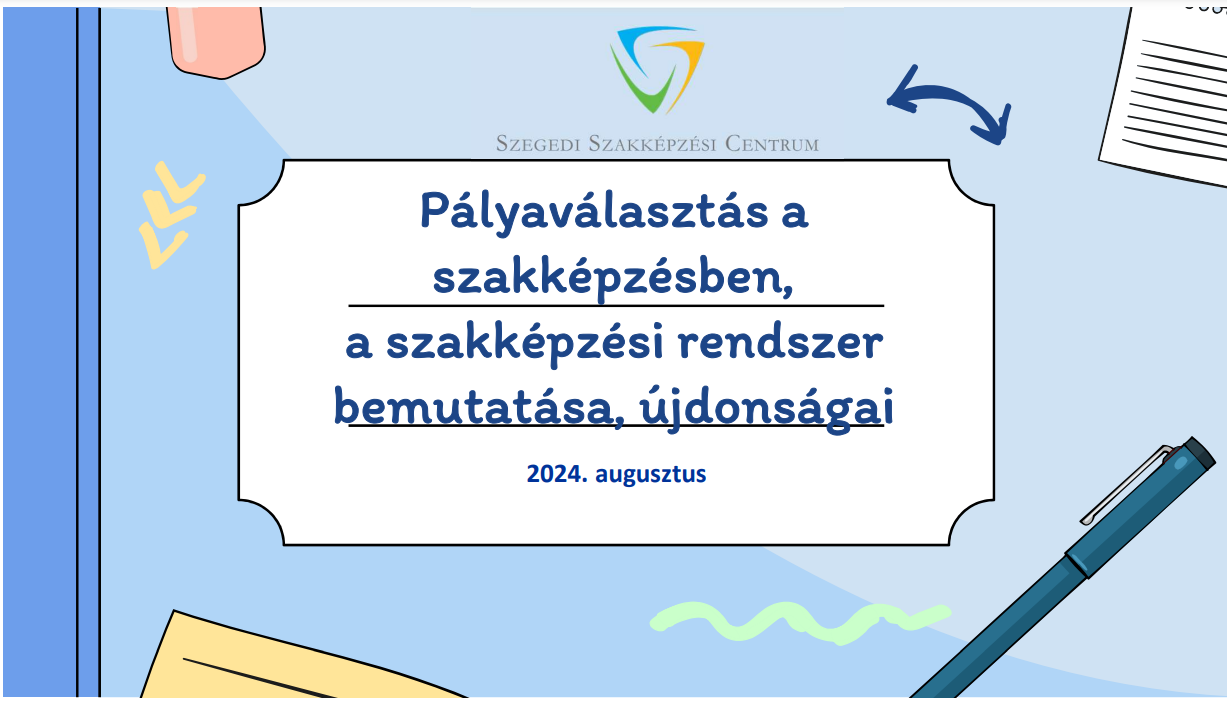 Szegedi Szakképzési Centrum
Pályaválasztás a
szakképzésben,
a szakképzési rendszer
bemutatása, újdonságai
2024. augusztus